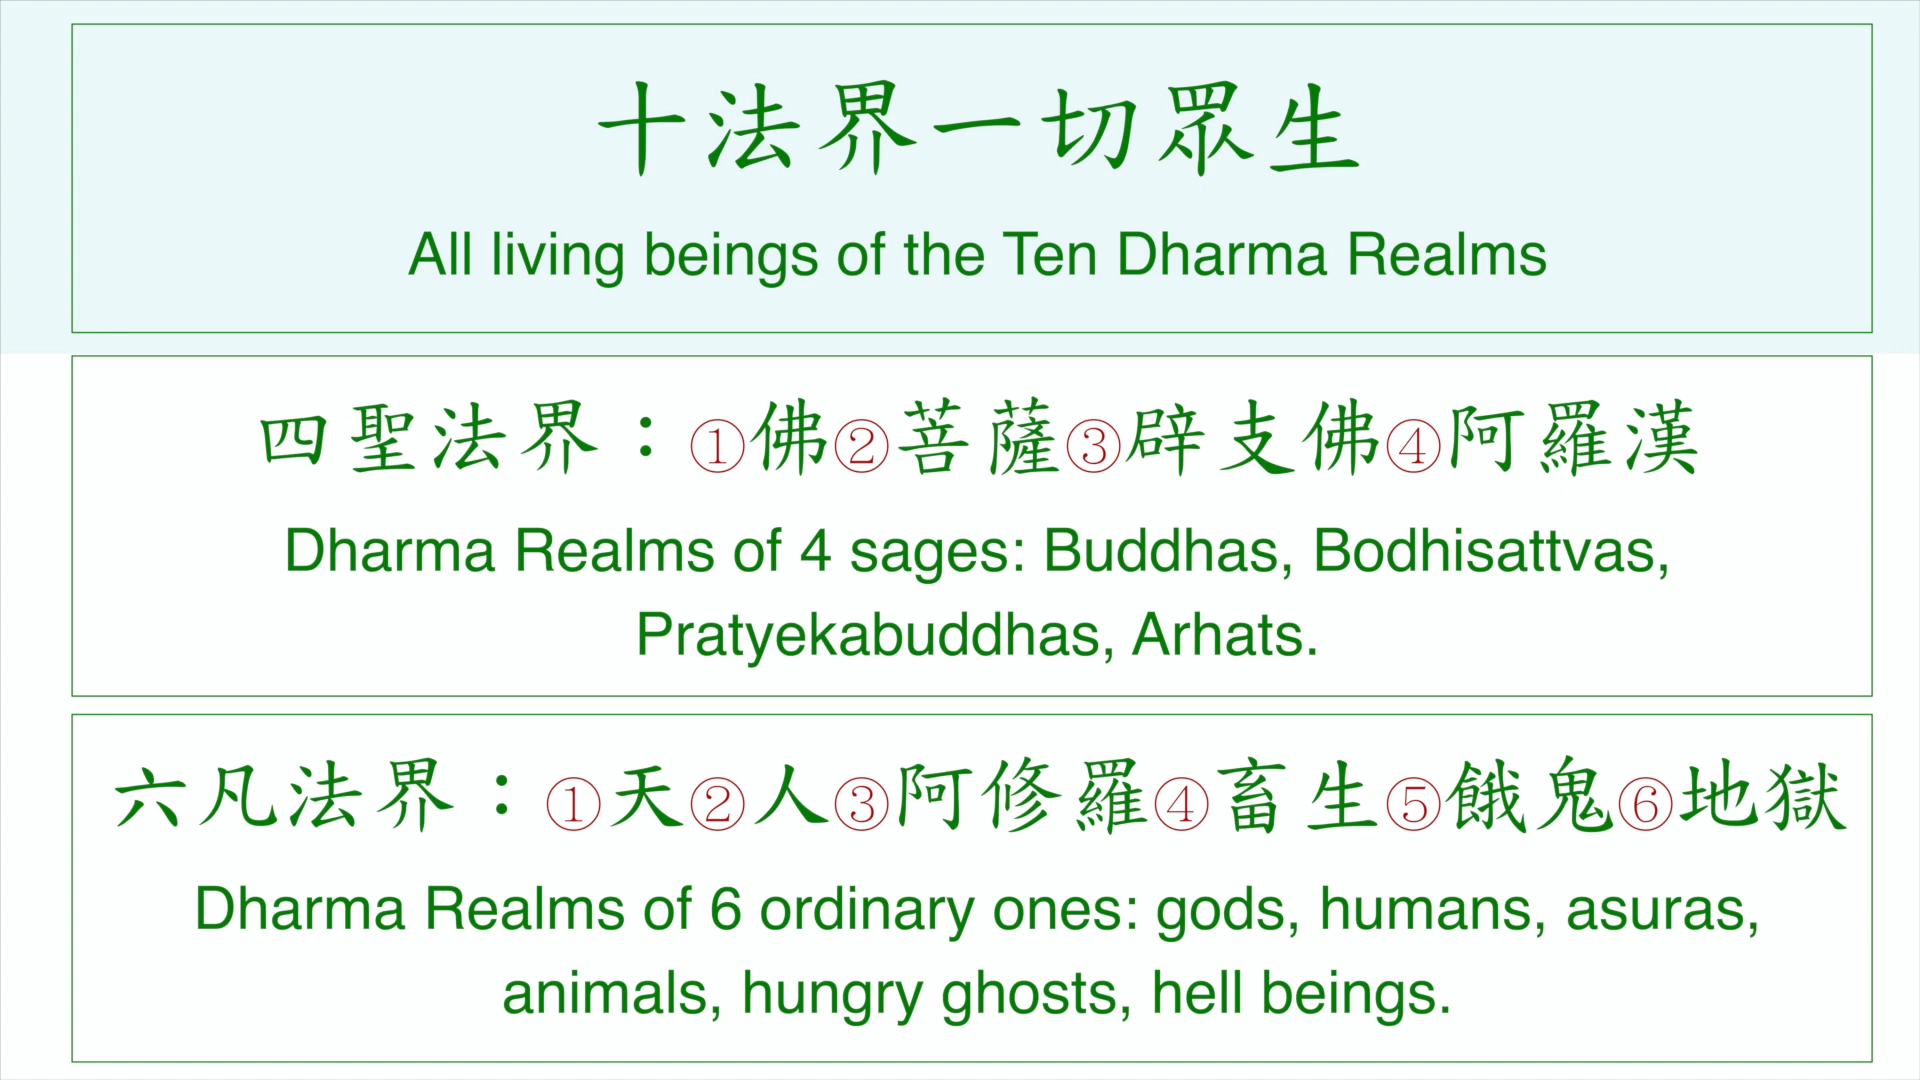 十法界一切眾生
All living beings of the Ten Dharma Realms
四聖法界：①佛②菩薩③辟支佛④阿羅漢
Dharma Realms of 4 sages: Buddhas, Bodhisattvas,
Pratyekabuddhas, Arhats.
六凡法界：①天②人③阿修羅④畜生⑤餓鬼⑥地獄
Dharma Realms of 6 ordinary ones: gods, humans, asuras,
animals, hungry ghosts, hell beings.